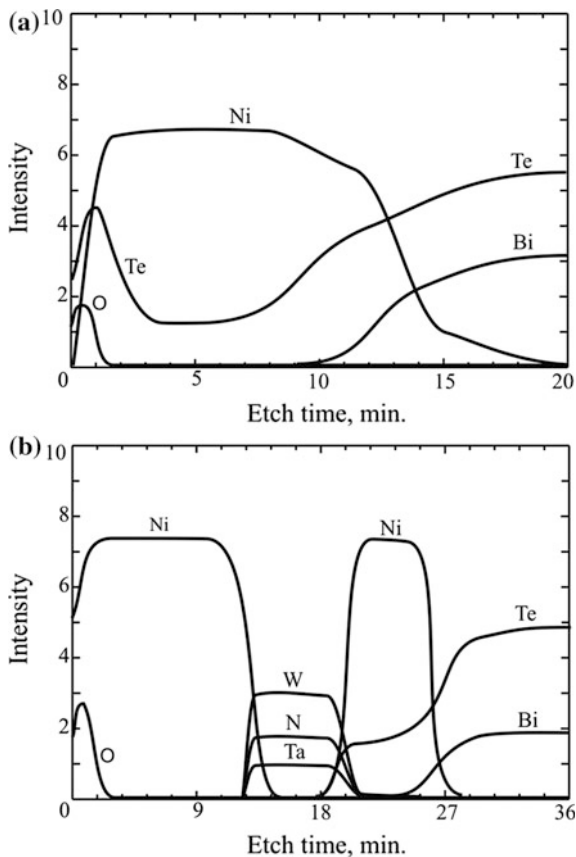 (a)
10
8
6
4
2
0
Intensity
Ni
Te
Te
Bi
O
0 5 10 15 20
Etch time, min.
(b)
10
8
6
4
2
0
Intensity
Ni
Ni
Te
W
N
Ta
Bi
O
0 9 18 27 36
Etch time, min.